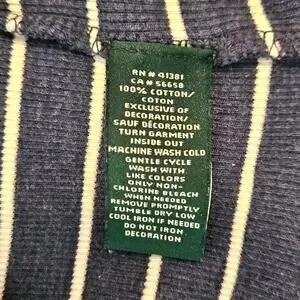 RN # 41381
CA # 56658
100% COTTON/
COTON
EXCLUSIVE OF
DECORATION/
SAUF DÉCORATION
TURN GARMENT
INSIDE OUT
MACHINE WASH COLD
GENTLE CYCLE
WASH WITH
LIKE COLORS
ONLY NON-
CHLORINE BLEACH
WHEN NEEDED
REMOVE PROMPTLY
TUMBLE DRY LOW
COOL IRON IF NEEDED
DO NOT IRON
DECORATION